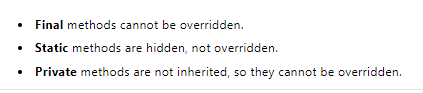 • Final methods cannot be overridden.
• Static methods are hidden, not overridden.
• Private methods are not inherited, so they cannot be overridden.